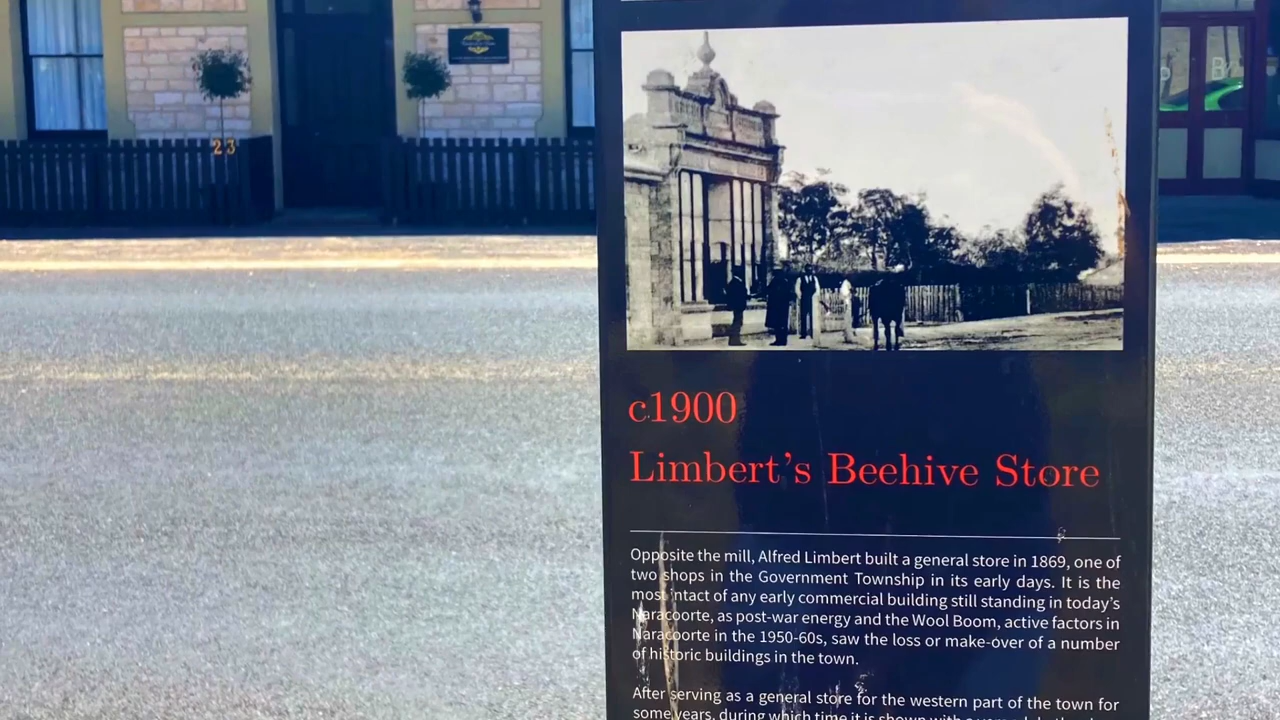 23
c1900
Limbert's Beehive Store
Opposite the mill, Alfred Limbert built a general store in 1869, one of
two shops in the Government Township in its early days. It is the
most intact of any early commercial building still standing in today's
Naracoorte, as post-war energy and the Wool Boom, active factors in
Naracoorte in the 1950-60s, saw the loss or make-over of a number
of historic buildings in the town.
After serving as a general store for the western part of the town for
some years, during which time it is shown with a